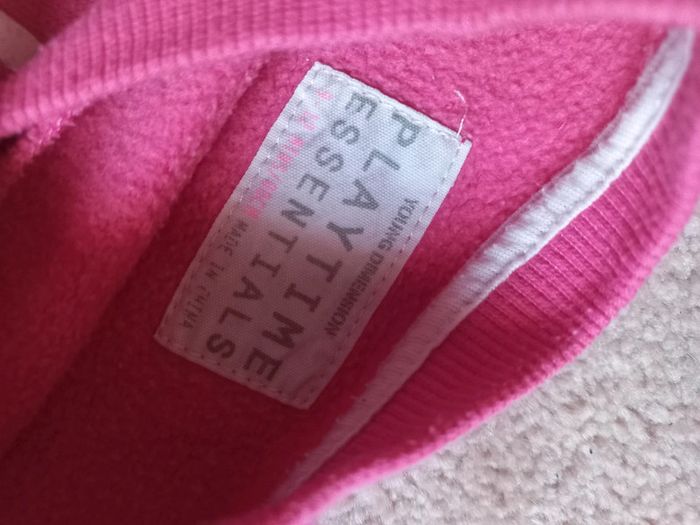 YOUNG DIMENSION
PLAYTIME
ESSENTIALS
MADE IN CHINA